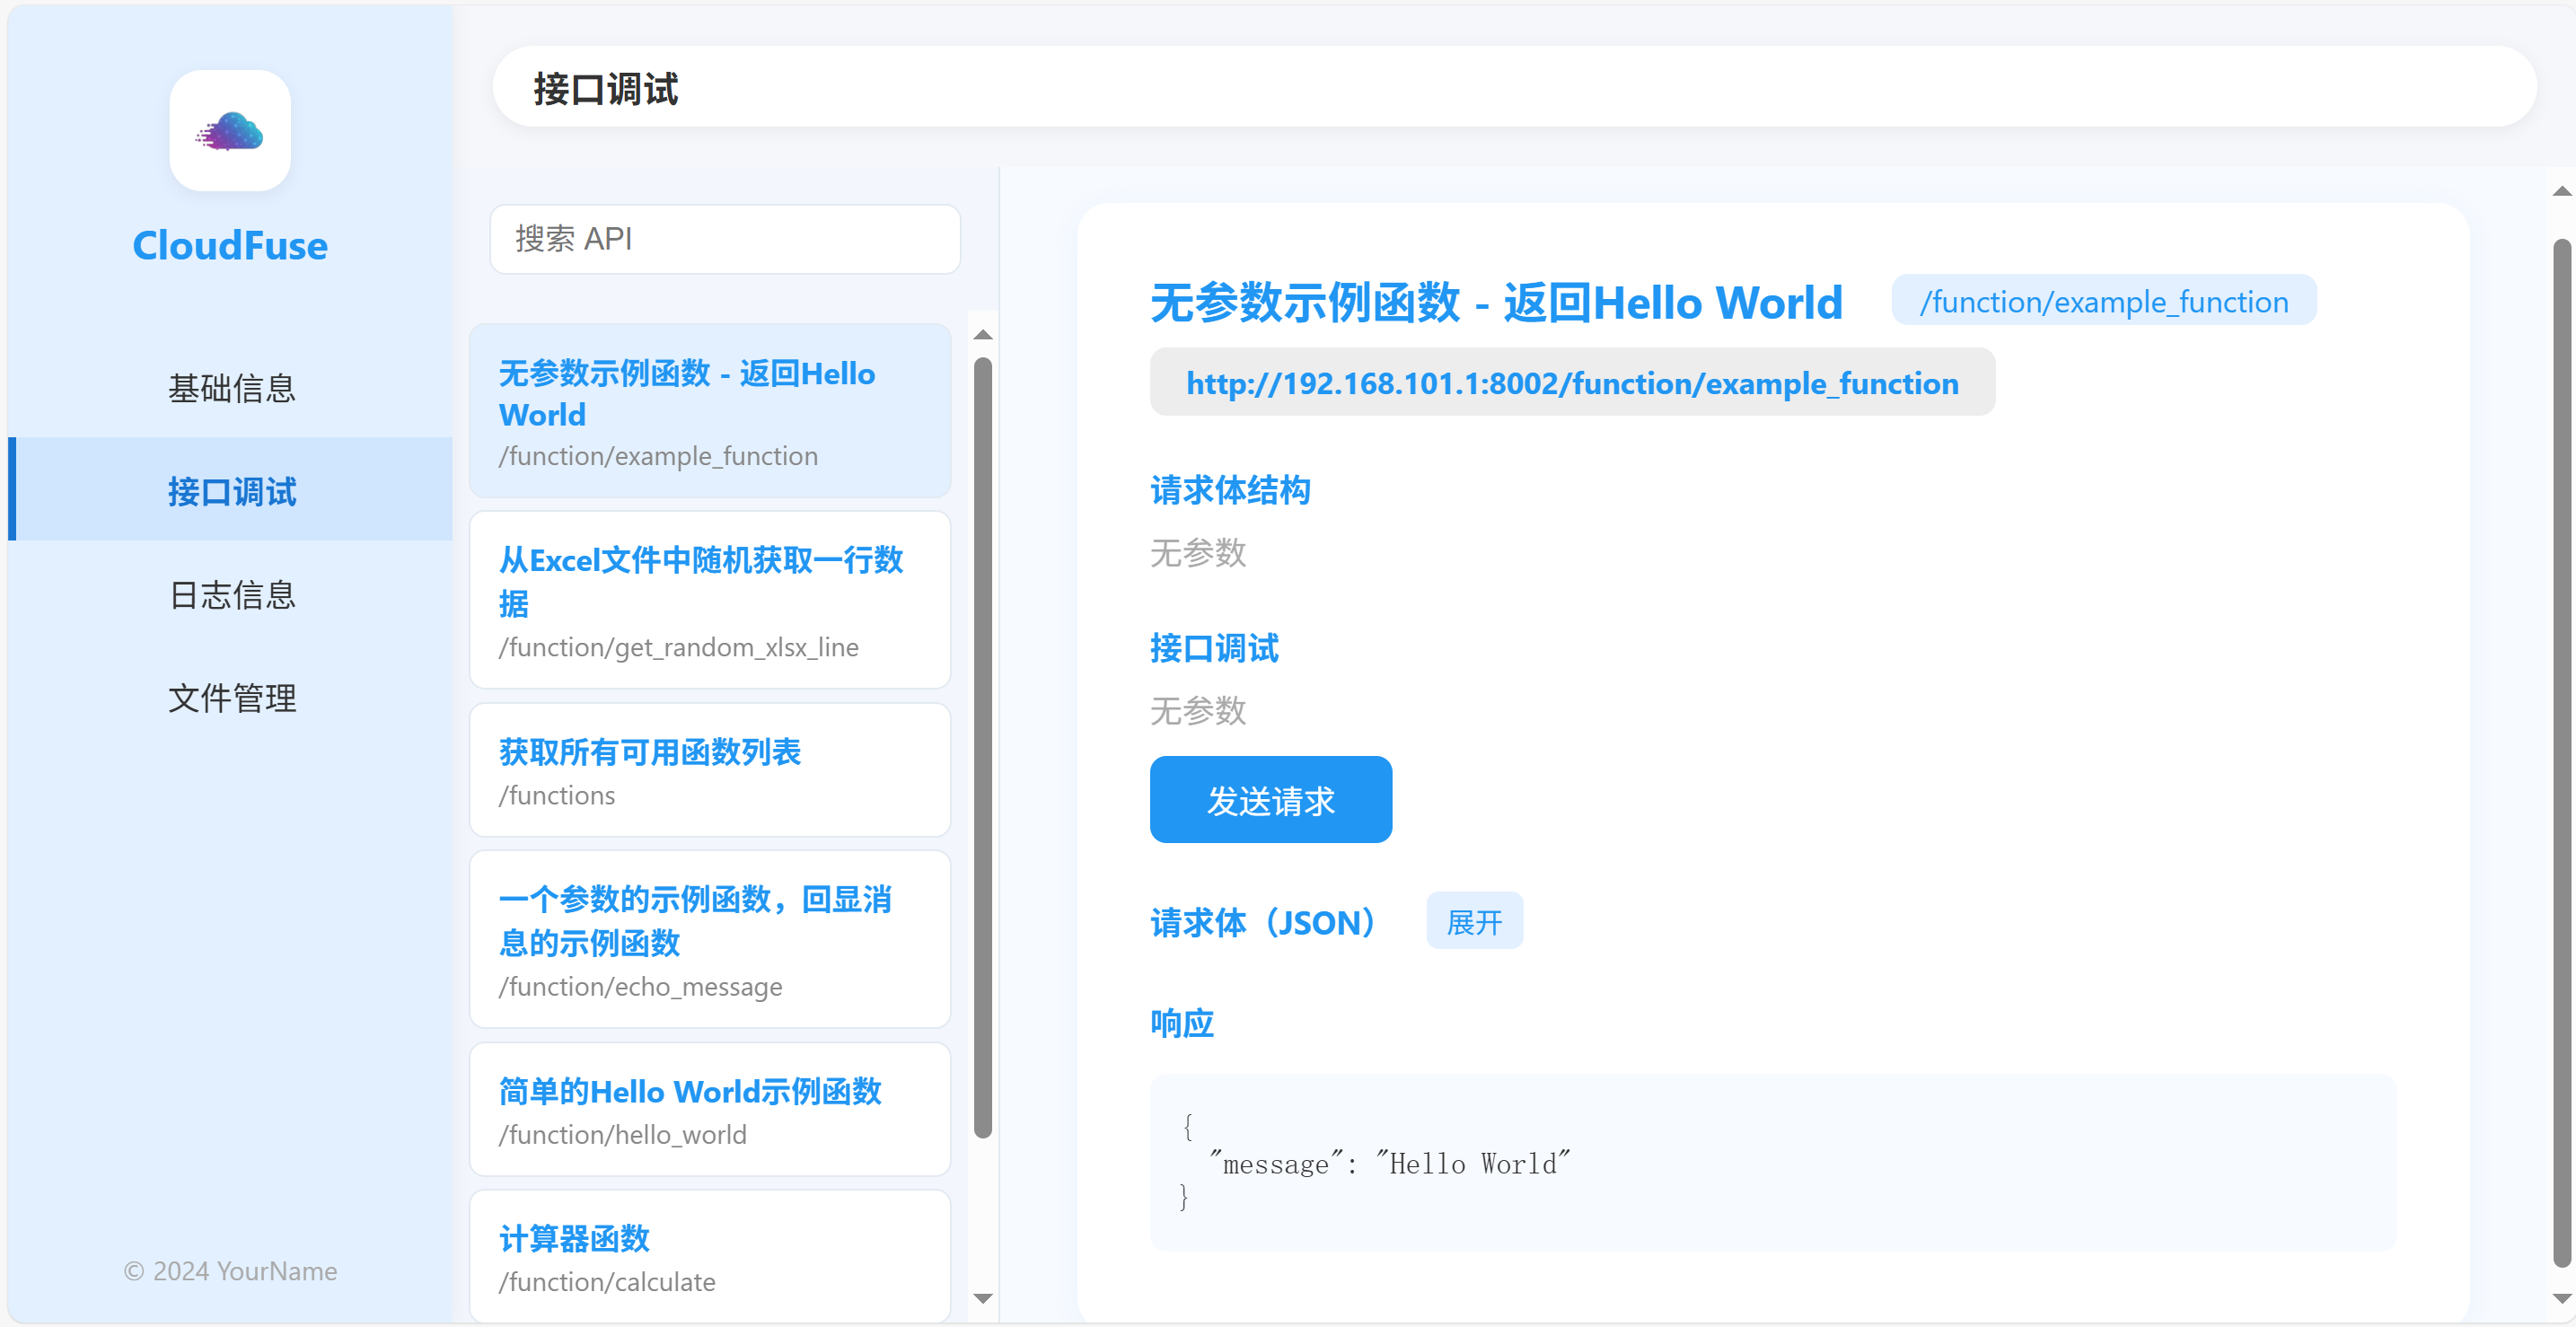 CloudFuse
基础信息
接口调试
日志信息
文件管理
© 2024 YourName
接口调试
搜索 API
无参数示例函数 - 返回Hello
World
/function/example_function
从Excel文件中随机获取一行数
据
/function/get_random_xlsx_line
获取所有可用函数列表
/functions
一个参数的示例函数，回显消
息的示例函数
/function/echo_message
简单的Hello World示例函数
/function/hello_world
计算器函数
/function/calculate
无参数示例函数 - 返回Hello World /function/example_function
http://192.168.101.1:8002/function/example_function
请求体结构
无参数
接口调试
无参数
发送请求
请求体（JSON） 展开
响应
{
  "message": "Hello World"
}